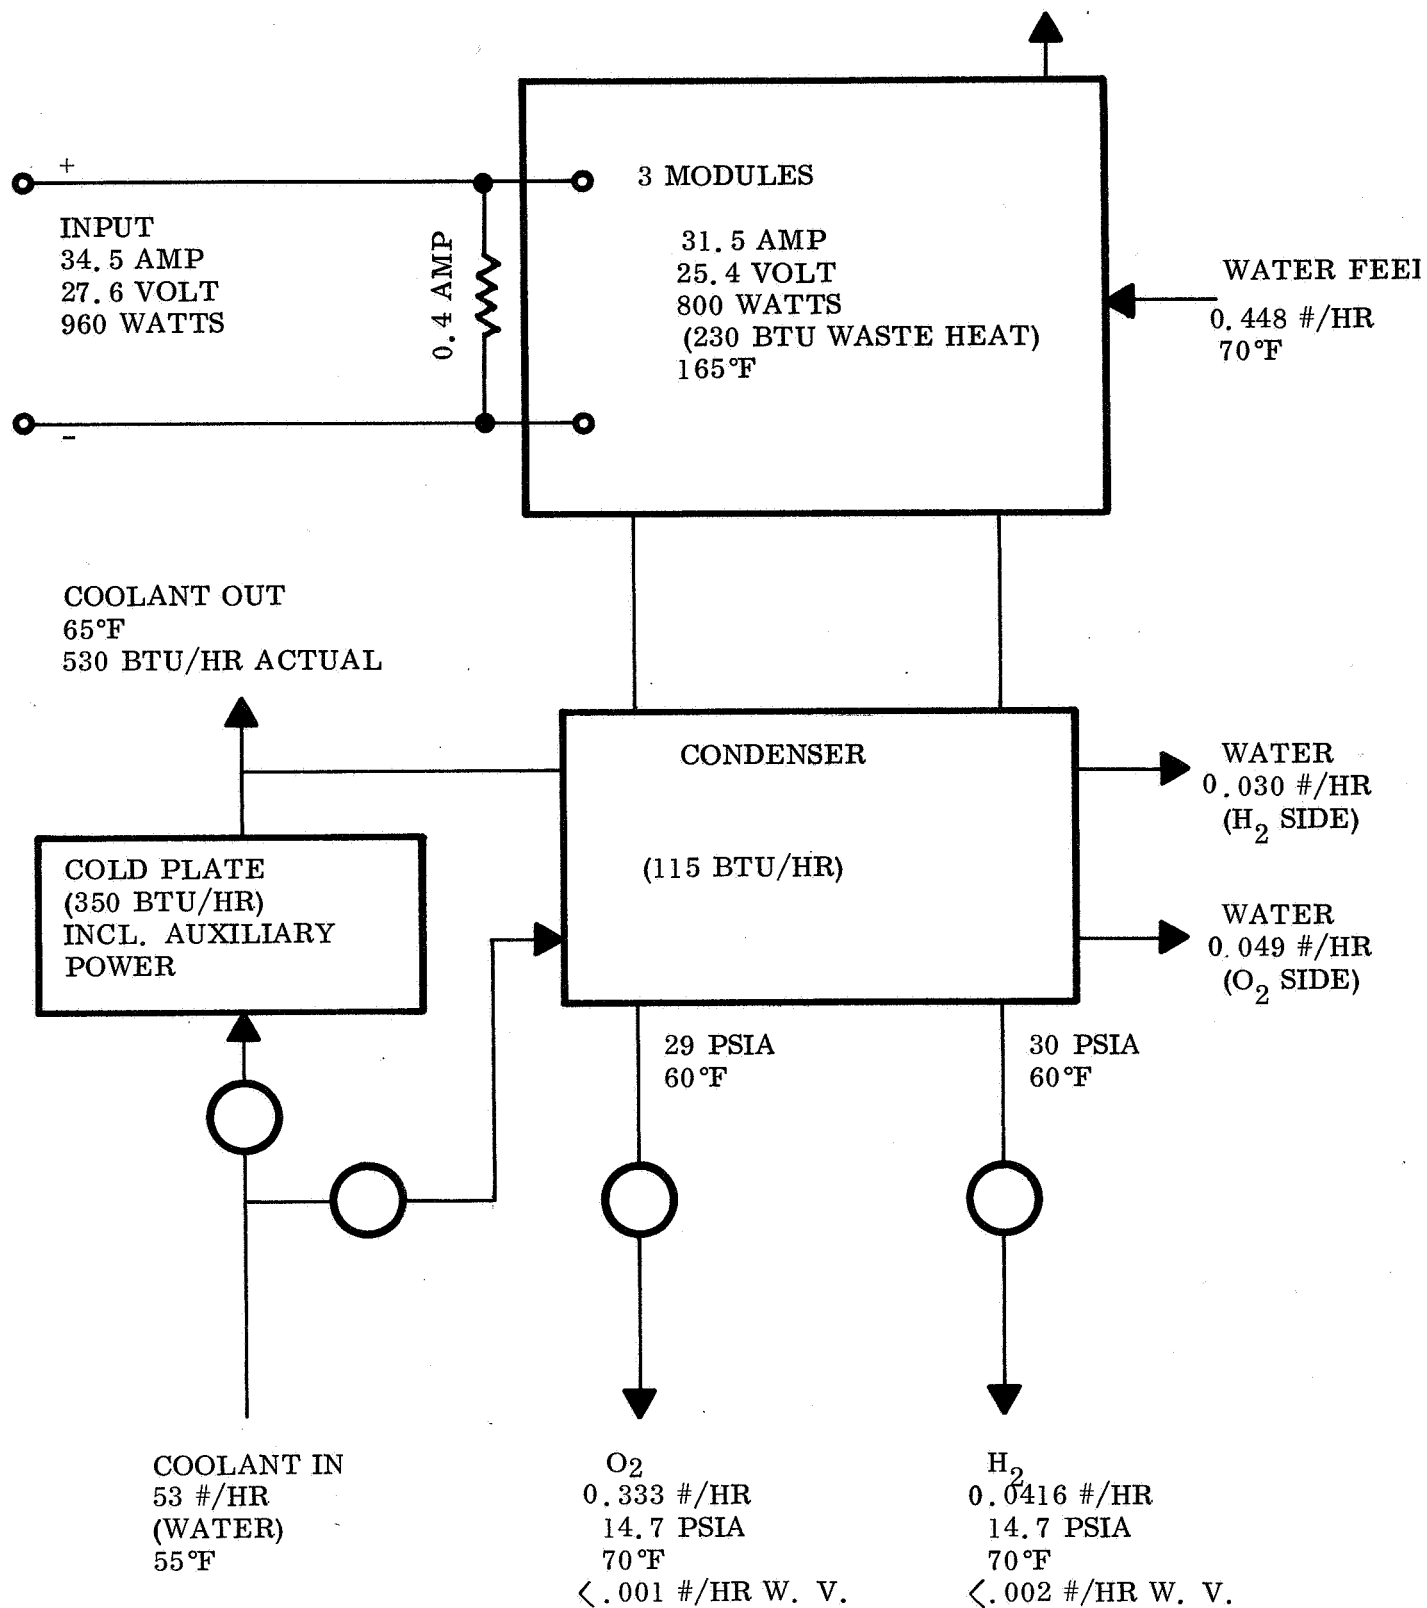 +
INPUT
34.5 AMP
27.6 VOLT
960 WATTS
-
0.4 AMP
3 MODULES
31.5 AMP
25.4 VOLT
800 WATTS
(230 BTU WASTE HEAT)
165°F
WATER FEEI
0.448 #/HR
70°F
COOLANT OUT
65°F
530 BTU/HR ACTUAL
CONDENSER
(115 BTU/HR)
WATER
0.030 #/HR
(H2 SIDE)
WATER
0.049 #/HR
(O2 SIDE)
COLD PLATE
(350 BTU/HR)
INCL. AUXILIARY
POWER
29 PSIA
60°F
30 PSIA
60°F
COOLANT IN
53 #/HR
(WATER)
55°F
O2
0.333 #/HR
14.7 PSIA
70°F
<.001 #/HR W. V.
H2
0.0416 #/HR
14.7 PSIA
70°F
<.002 #/HR W. V.